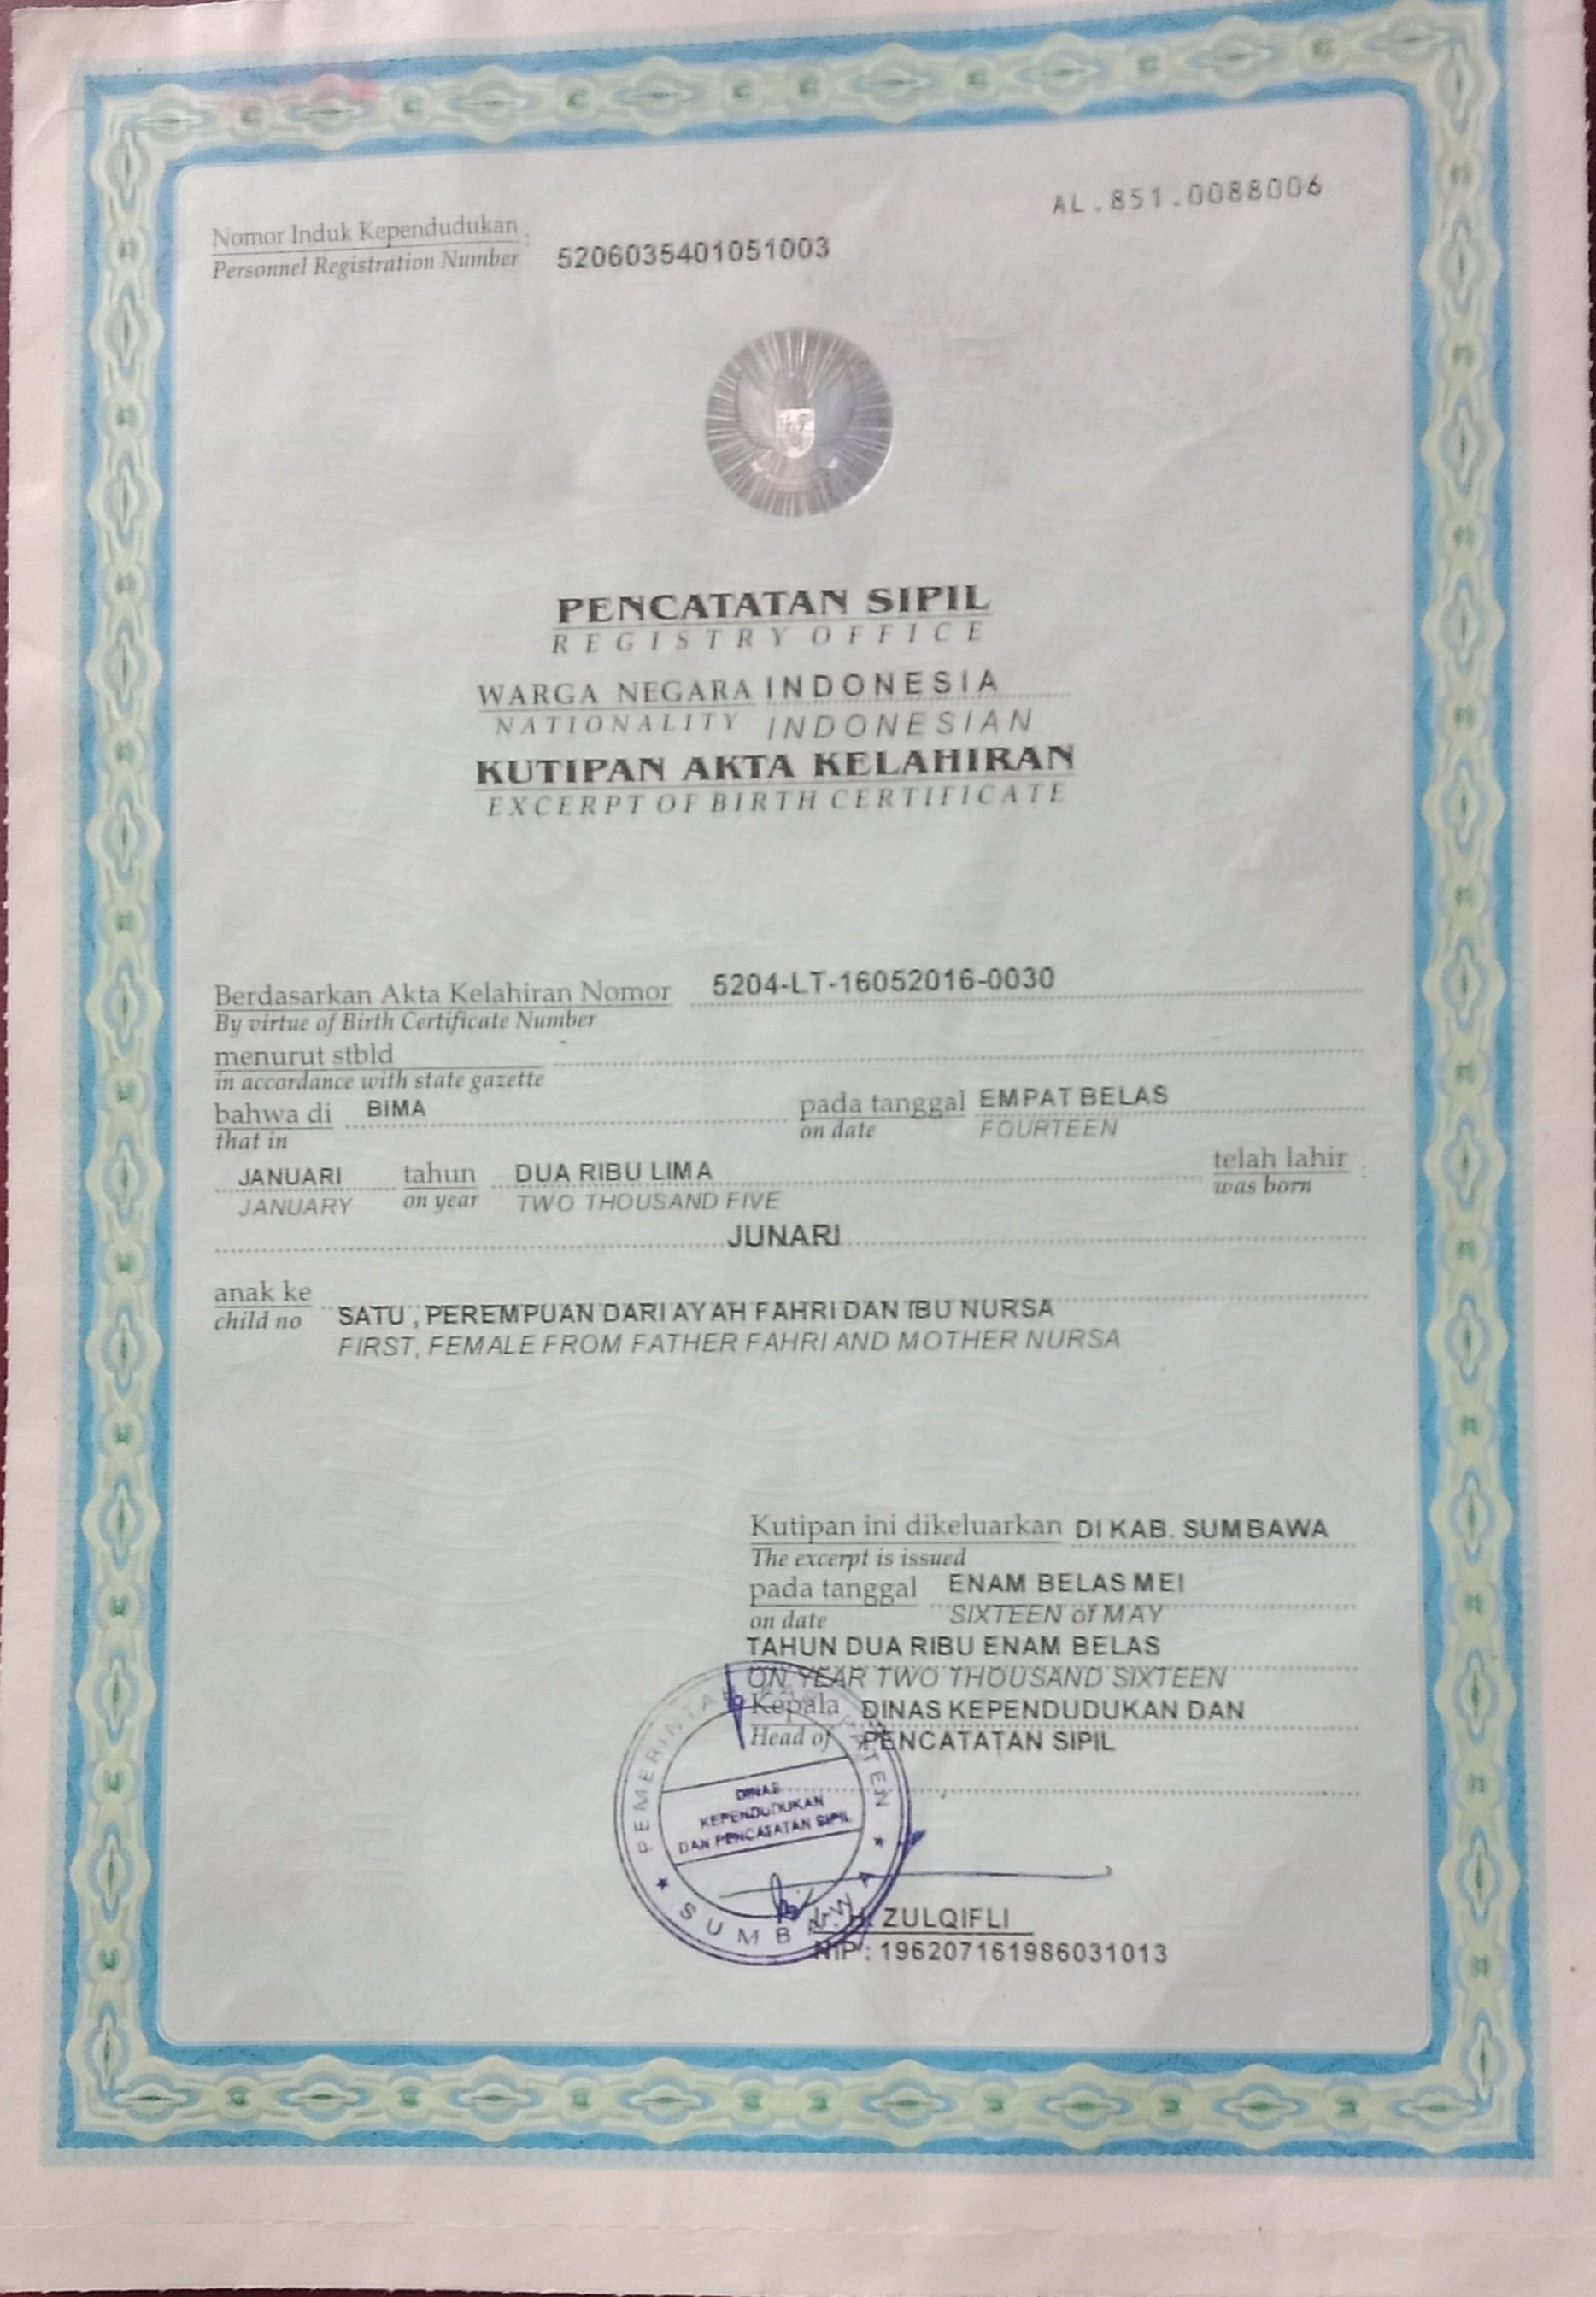 AL.851.0088006
Nomor Induk Kependudukan :
Personnel Registration Number 5206035401051003
PENCATATAN SIPIL
REGISTRY OFFICE
WARGA NEGARA INDONESIA
NATIONALITY INDONESIAN
KUTIPAN AKTA KELAHIRAN
EXCERPT OF BIRTH CERTIFICATE
Berdasarkan Akta Kelahiran Nomor 5204-LT-16052016-0030
By virtue of Birth Certificate Number
menurut stbld
in accordance with state gazette
bahwa di BIMA pada tanggal EMPAT BELAS
that in on date FOURTEEN
JANUARI tahun DUA RIBU LIMA telah lahir :
JANUARY on year TWO THOUSAND FIVE was born
JUNARI
anak ke SATU , PEREMPUAN DARI AYAH FAHRI DAN IBU NURSA
child no FIRST, FEMALE FROM FATHER FAHRI AND MOTHER NURSA
Kutipan ini dikeluarkan DI KAB. SUMBAWA
The excerpt is issued
pada tanggal ENAM BELAS MEI
on date SIXTEEN of MAY
TAHUN DUA RIBU ENAM BELAS
ON YEAR TWO THOUSAND SIXTEEN
Kepala DINAS KEPENDUDUKAN DAN
Head of PENCATATAN SIPIL
DINAS
KEPENDUDUKAN
DAN PENCATATAN SIPIL
SUMBAWA
Ir. H. ZULQIFLI
NIP : 196207161986031013